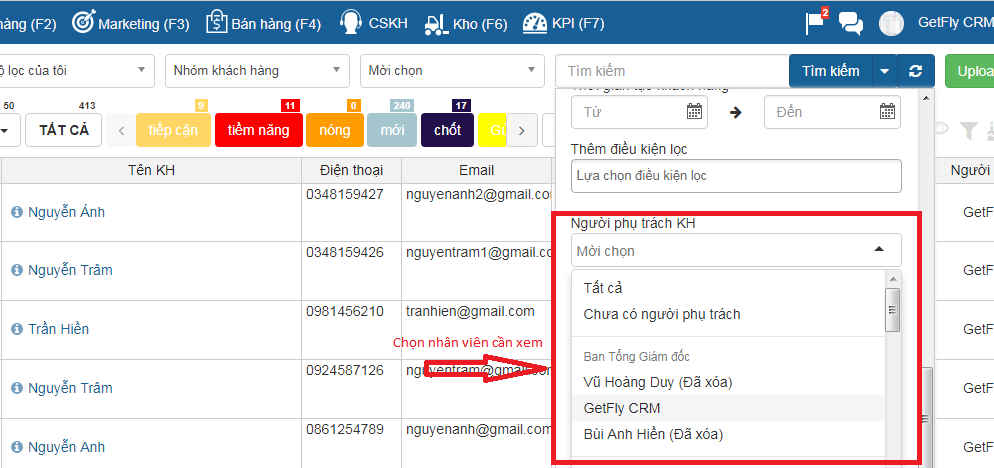 hàng (F2) Marketing (F3) Bán hàng (F4) CSKH Kho (F6) KPI (F7) 2 GetFly CRM
ộ lọc của tôi Nhóm khách hàng Mời chọn Tìm kiếm Tìm kiếm Uploa
50 413 9 11 0 240 17
TẤT CẢ tiếp cận tiềm năng nóng mới chốt
Từ Đến
Thêm điều kiện lọc
Lựa chọn điều kiện lọc
Tên KH Điện thoại Email Người
0348159427 nguyenanh2@gmail.co
Nguyễn Ánh GetF
Người phụ trách KH
Mời chọn
0348159426 nguyentram1@gmail.co
Nguyễn Trâm GetF
Tất cả
Chưa có người phụ trách
0981456210 tranhien@gmail.com
Trần Hiền GetF
Chọn nhân viên cần xem
Ban Tổng Giám đốc
0924587126 nguyentram@gmail.com
Vũ Hoàng Duy (Đã xóa)
Nguyễn Trâm GetF
GetFly CRM
0861254789 nguyenanh@gmail.com
Bùi Anh Hiền (Đã xóa)
Nguyễn Anh GetF